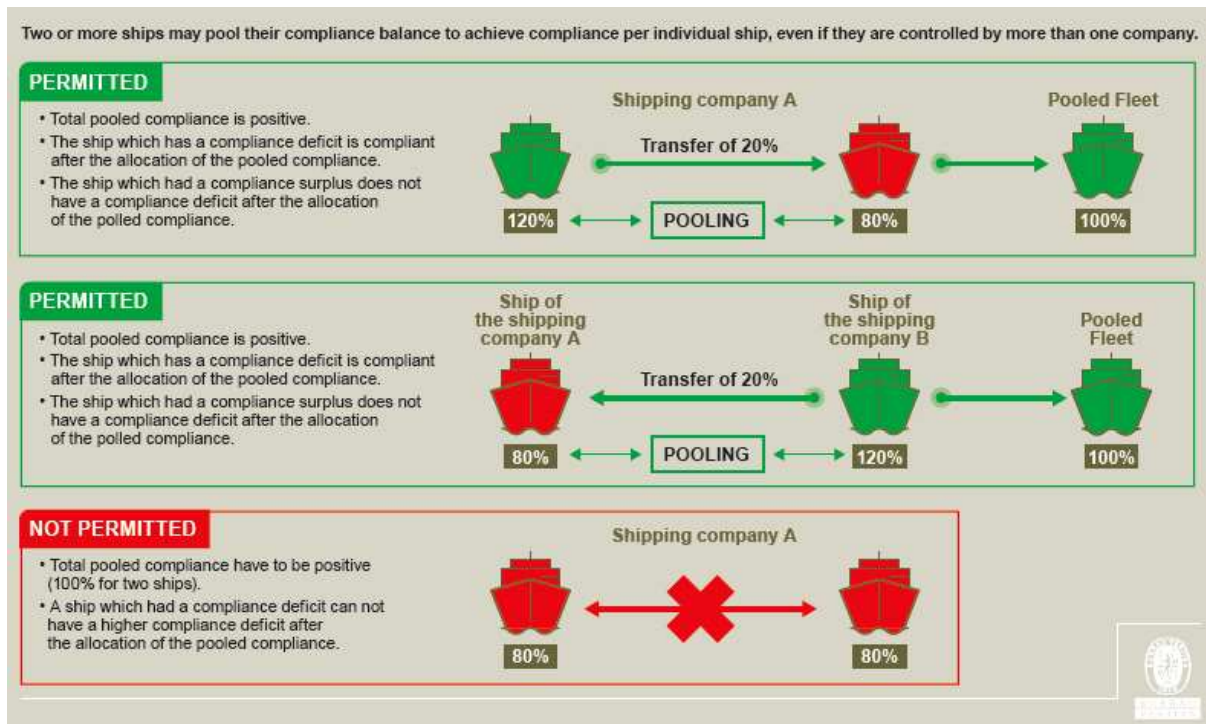 Two or more ships may pool their compliance balance to achieve compliance per individual ship, even if they are controlled by more than one company.
PERMITTED
• Total pooled compliance is positive.
• The ship which has a compliance deficit is compliant
after the allocation of the pooled compliance.
• The ship which had a compliance surplus does not
have a compliance deficit after the allocation
of the polled compliance.
Shipping company A
Pooled Fleet
Transfer of 20%
120%
POOLING
80%
100%
PERMITTED
• Total pooled compliance is positive.
• The ship which has a compliance deficit is compliant
after the allocation of the pooled compliance.
• The ship which had a compliance surplus does not
have a compliance deficit after the allocation
of the polled compliance.
Ship of
the shipping
company A
Ship of
the shipping
company B
Pooled
Fleet
Transfer of 20%
80%
POOLING
120%
100%
NOT PERMITTED
• Total pooled compliance have to be positive
(100% for two ships).
• A ship which had a compliance deficit can not
have a higher compliance deficit after
the allocation of the pooled compliance.
Shipping company A
80%
80%